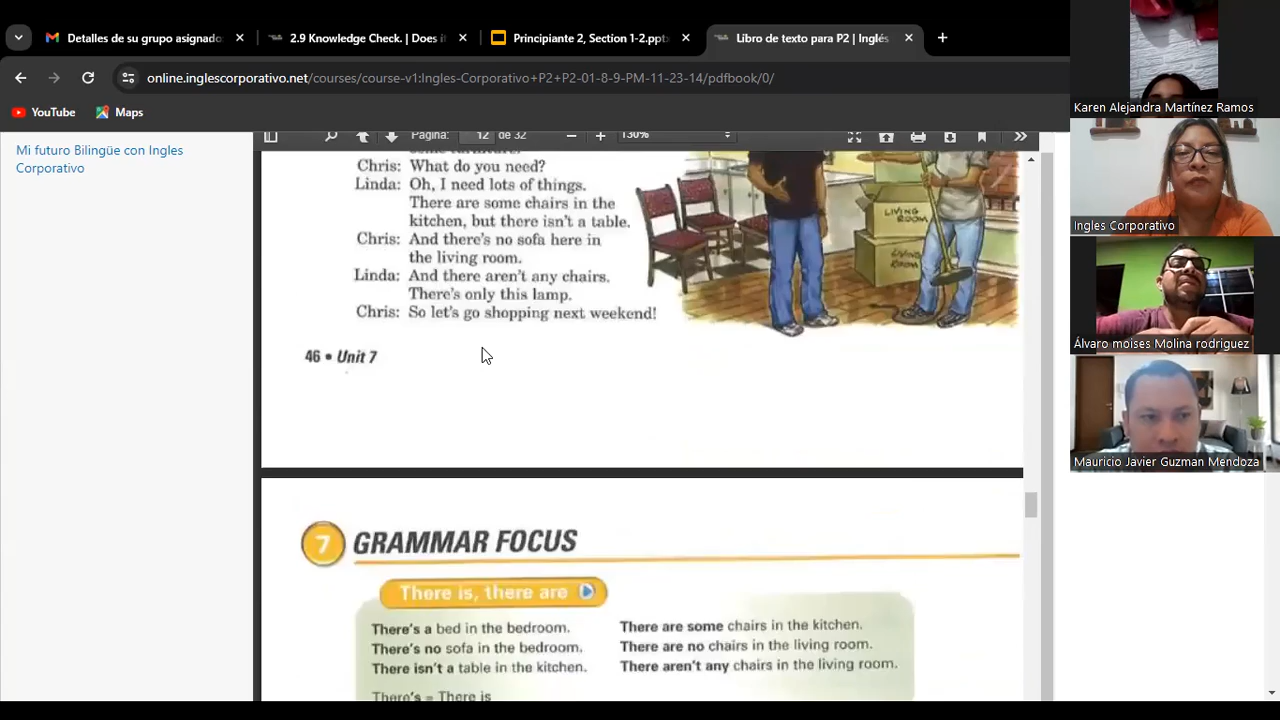 Detalles de su grupo asignado
2.9 Knowledge Check. | Does it
Principiante 2, Section 1-2.ppt
Libro de texto para P2 | Inglés
online.inglescorporativo.net/courses/course-v1:Ingles-Corporativo+P2+P2-01-8-9-PM-11-23-14/pdfbook/0/
YouTube
Maps
Mi futuro Bilingüe con Ingles
Corporativo
Página: 12 de 32
130%
some furniture.
Chris: What do you need?
Linda: Oh, I need lots of things.
There are some chairs in the
kitchen, but there isn't a table.
Chris: And there's no sofa here in
the living room.
Linda: And there aren't any chairs.
There's only this lamp.
Chris: So let's go shopping next weekend!
LIVING
ROOM
LIVING
ROOM
46 • Unit 7
7 GRAMMAR FOCUS
There is, there are
There's a bed in the bedroom.
There's no sofa in the bedroom.
There isn't a table in the kitchen.
There's = There is
There are some chairs in the kitchen.
There are no chairs in the living room.
There aren't any chairs in the living room.
Karen Alejandra Martínez Ramos
Ingles Corporativo
Álvaro moises Molina rodriguez
Mauricio Javier Guzman Mendoza